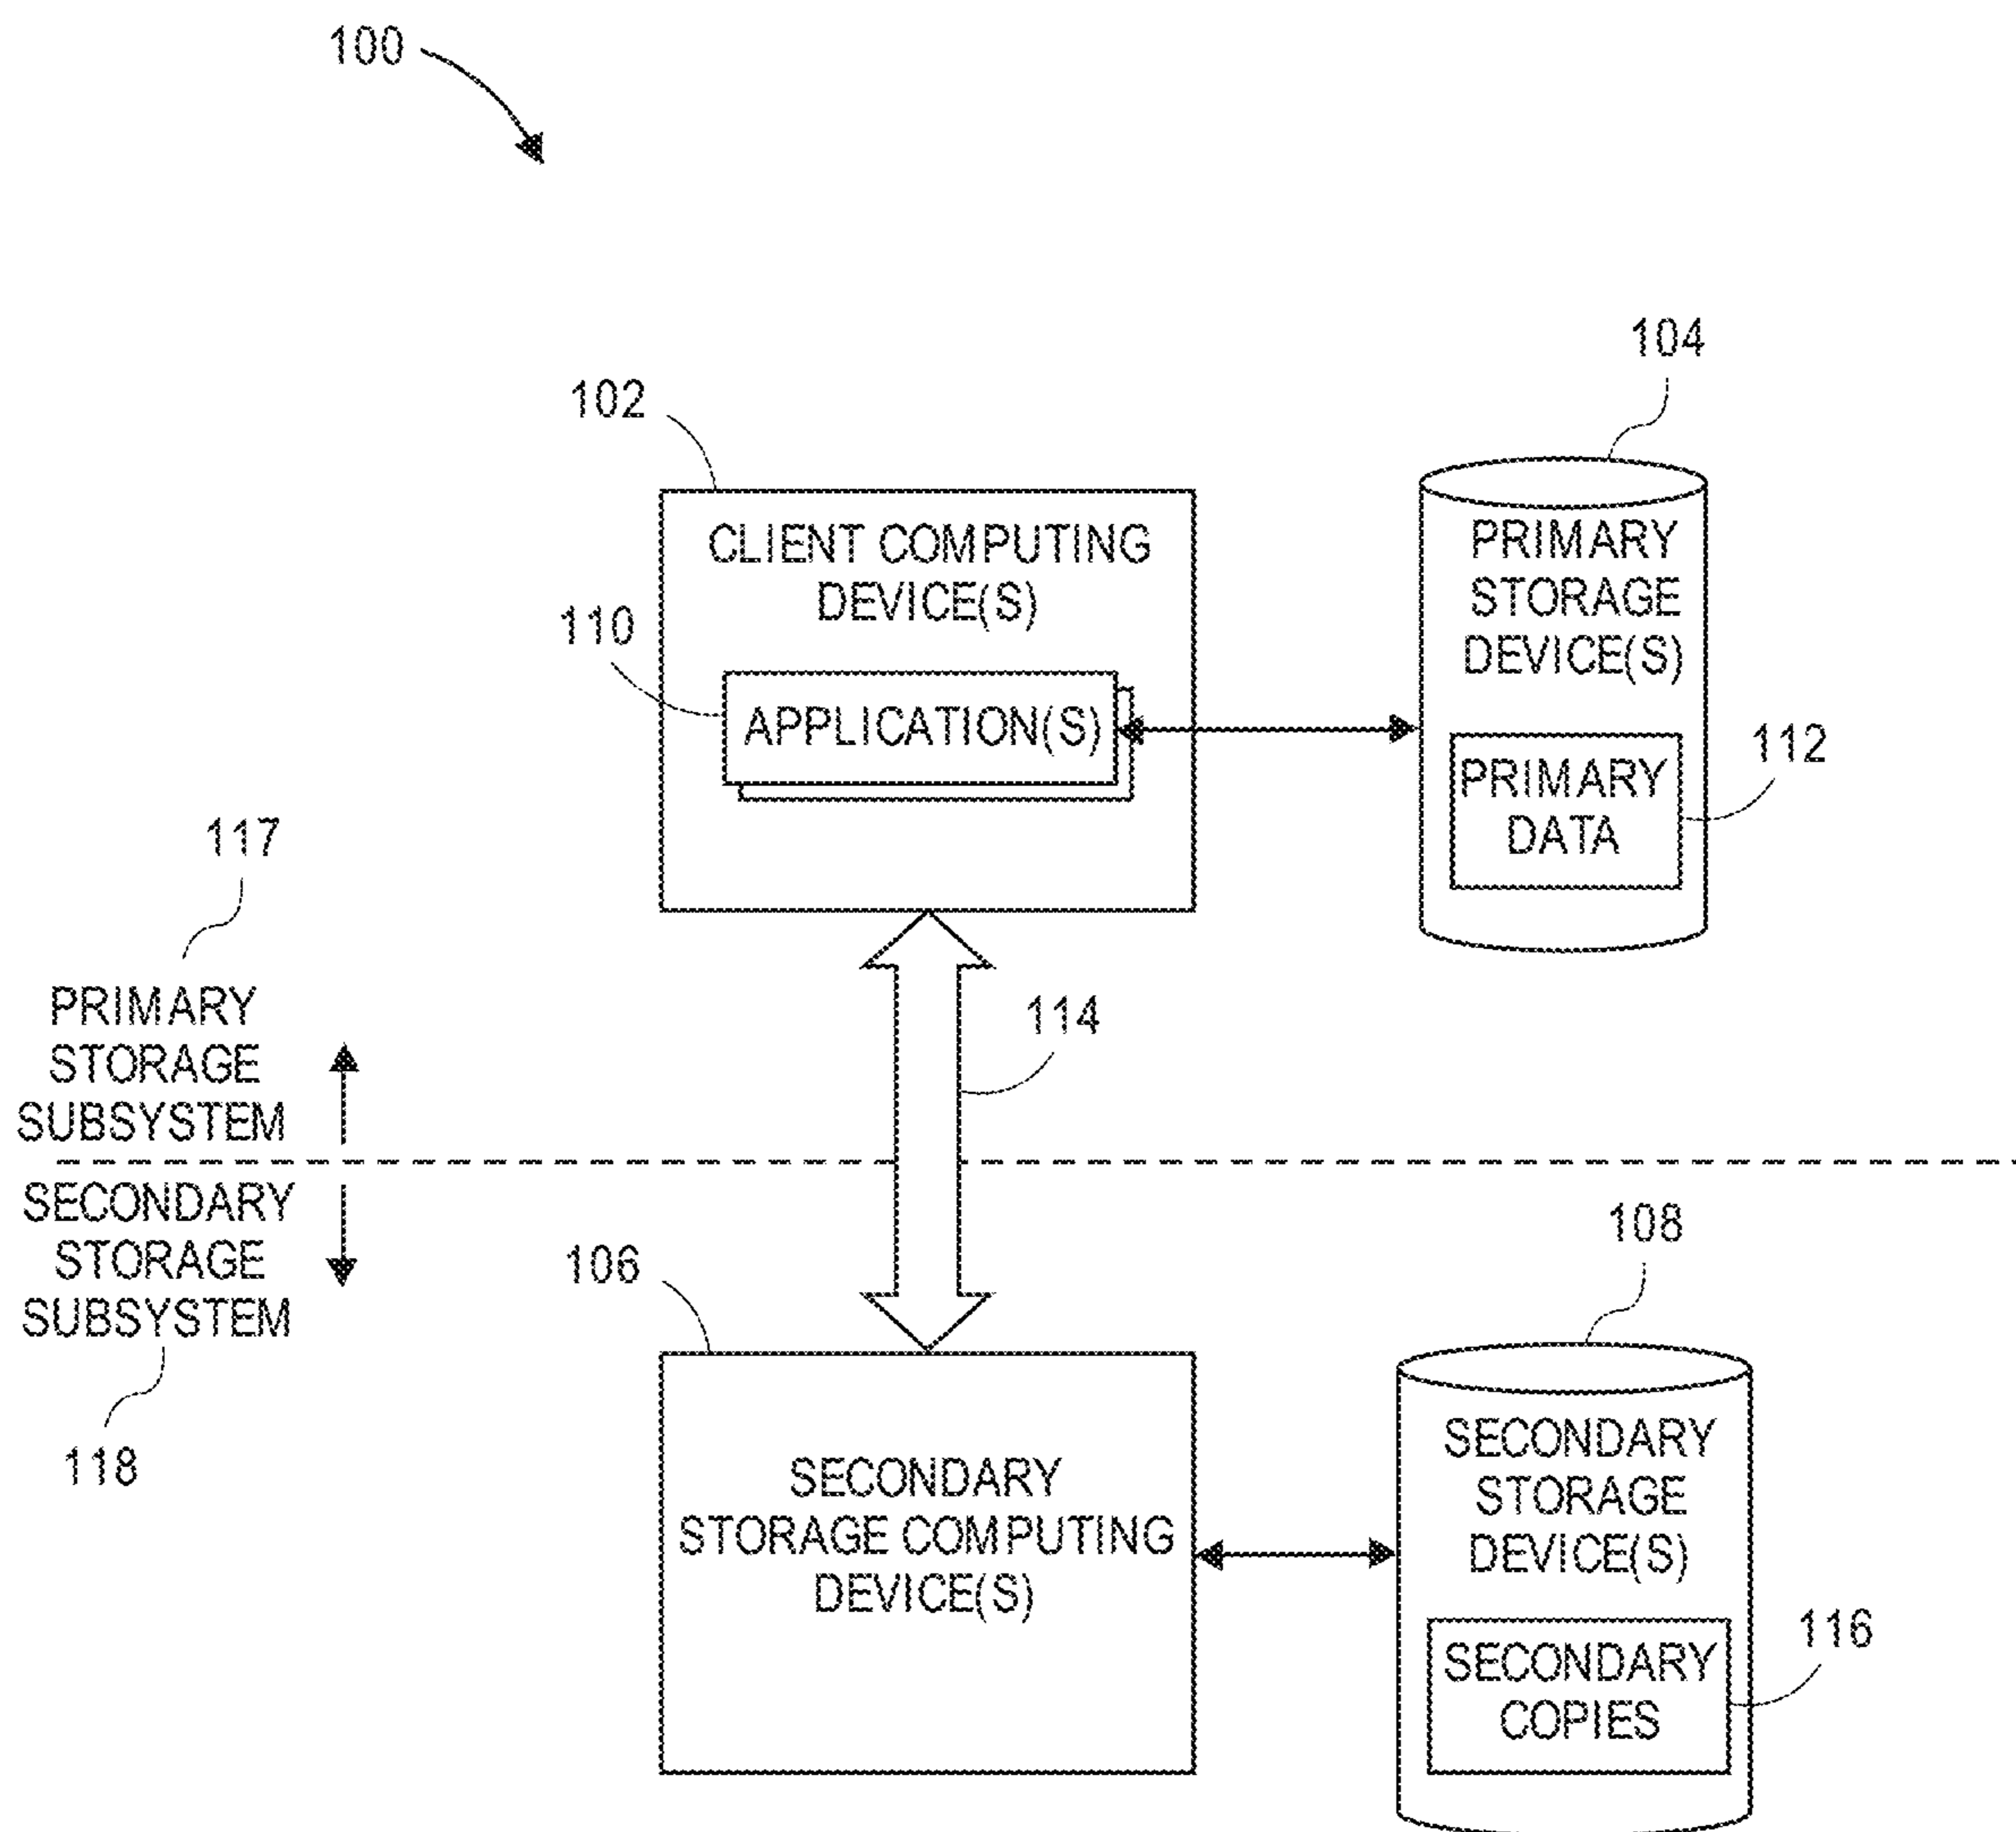 100
104
102
CLIENT COMPUTING
DEVICE(S)
110
APPLICATION(S)
PRIMARY
STORAGE
DEVICE(S)
PRIMARY
DATA
112
117
PRIMARY
STORAGE
SUBSYSTEM
114
SECONDARY
STORAGE
SUBSYSTEM
118
106
108
SECONDARY
STORAGE COMPUTING
DEVICE(S)
SECONDARY
STORAGE
DEVICE(S)
SECONDARY
COPIES
116